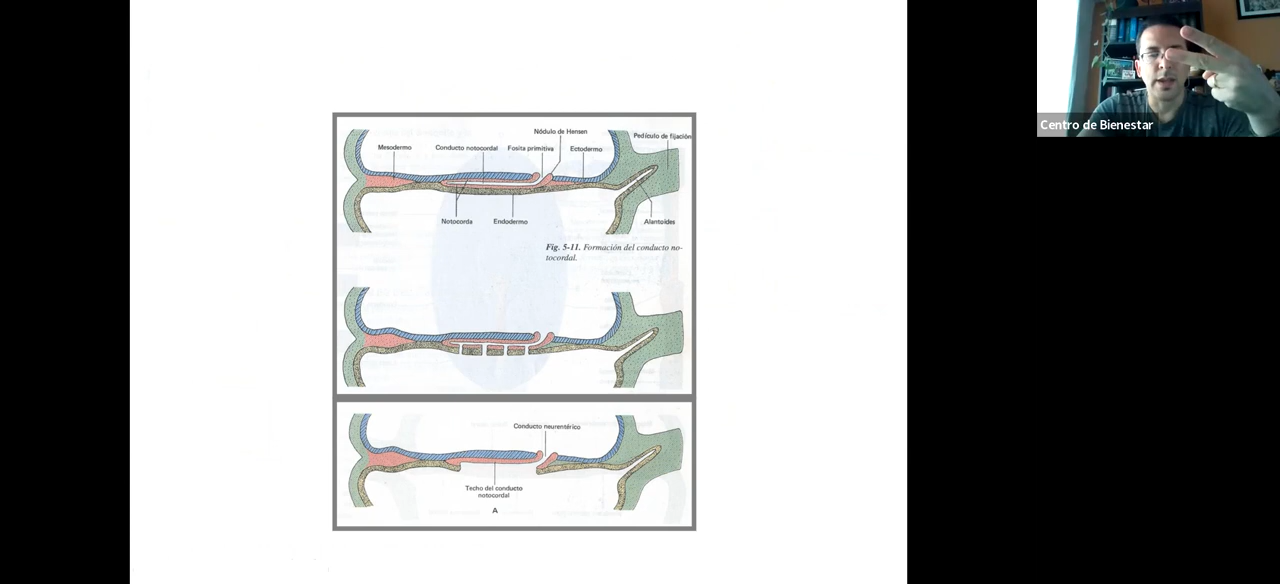 Centro de Bienestar
Nódulo de Hensen
Pedículo de fijación
Mesodermo
Conducto notocordal
Fosita primitiva
Ectodermo
Notocorda
Endodermo
Alantoides
Fig. 5-11. Formación del conducto no-
tocordal.
Conducto neurentérico
Techo del conducto
notocordal
A